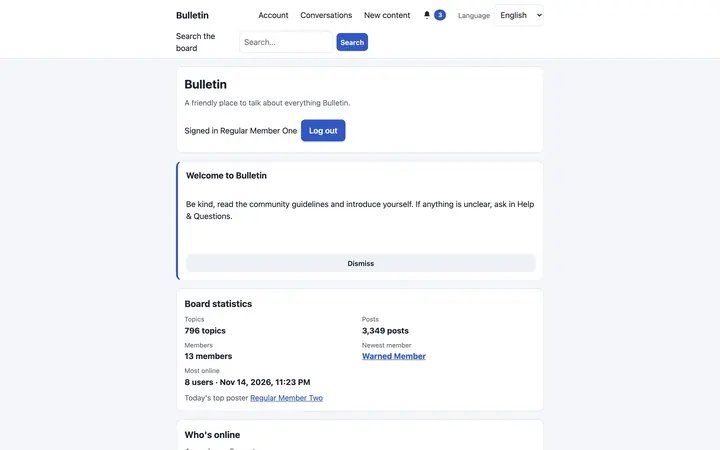 Bulletin
Account Conversations New content 3 Language English
Search the
board
Search...
Search
Bulletin
A friendly place to talk about everything Bulletin.
Signed in Regular Member One Log out
Welcome to Bulletin
Be kind, read the community guidelines and introduce yourself. If anything is unclear, ask in Help
& Questions.
Dismiss
Board statistics
Topics
796 topics
Posts
3,349 posts
Members
13 members
Newest member
Warned Member
Most online
8 users · Nov 14, 2026, 11:23 PM
Today's top poster Regular Member Two
Who's online